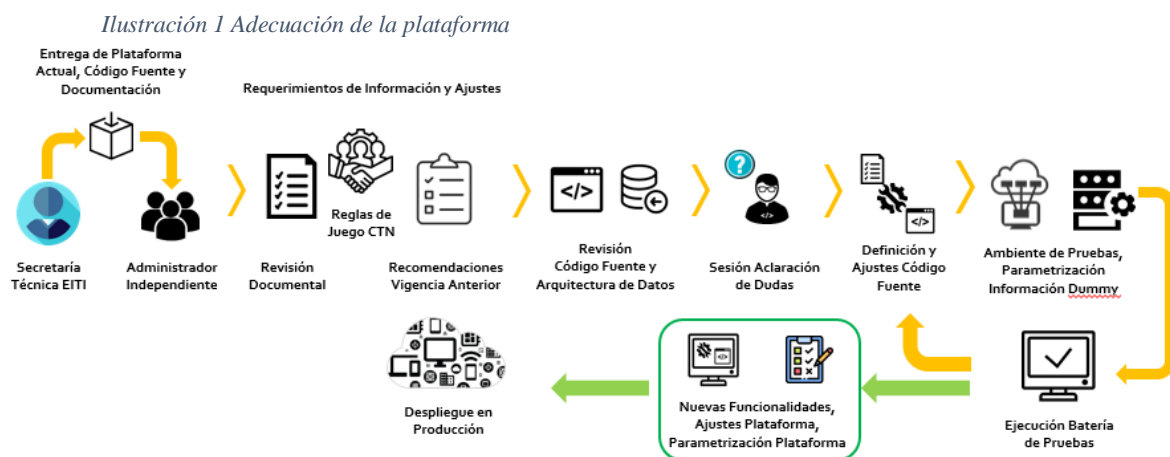 Ilustración 1 Adecuación de la plataforma
Entrega de Plataforma
Actual, Código Fuente y
Documentación
Requerimientos de Información y Ajustes
?
</>
</>
</>
Reglas de
Juego CTN
Secretaría
Técnica EITI
Administrador
Independiente
Revisión
Documental
Recomendaciones
Vigencia Anterior
Revisión
Código Fuente y
Arquitectura de Datos
Sesión Aclaración
de Dudas
Definición y
Ajustes Código
Fuente
Ambiente de Pruebas,
Parametrización
Información Dummy
Despliegue en
Producción
Nuevas Funcionalidades,
Ajustes Plataforma,
Parametrización Plataforma
Ejecución Batería
de Pruebas